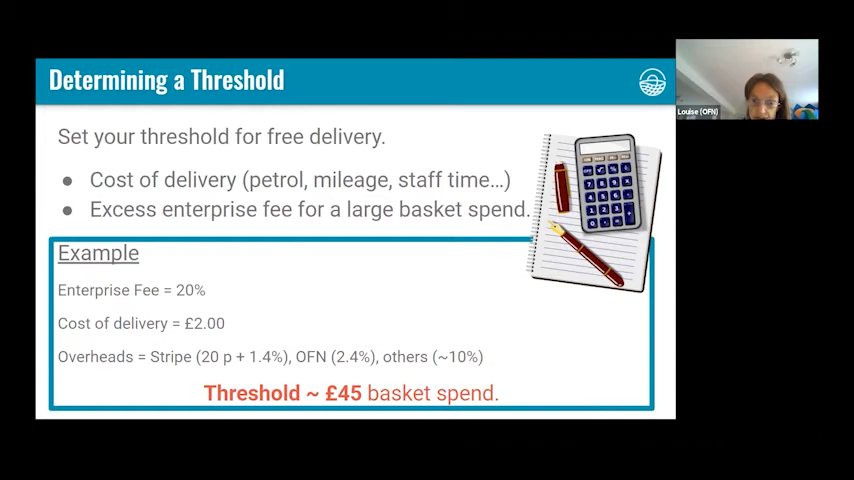 Determining a Threshold
Louise (OFN)
Set your threshold for free delivery.
● Cost of delivery (petrol, mileage, staff time...)
● Excess enterprise fee for a large basket spend.
Example
Enterprise Fee = 20%
Cost of delivery = £2.00
Overheads = Stripe (20 p + 1.4%), OFN (2.4%), others (~10%)
Threshold ~ £45 basket spend.